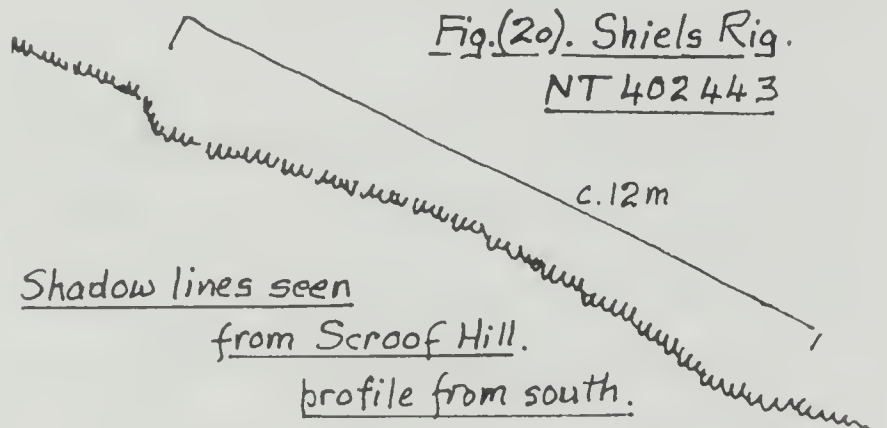 Fig.(20). Shiels Rig.
NT 402443
c.12m
Shadow lines seen
from Scroof Hill.
profile from south.